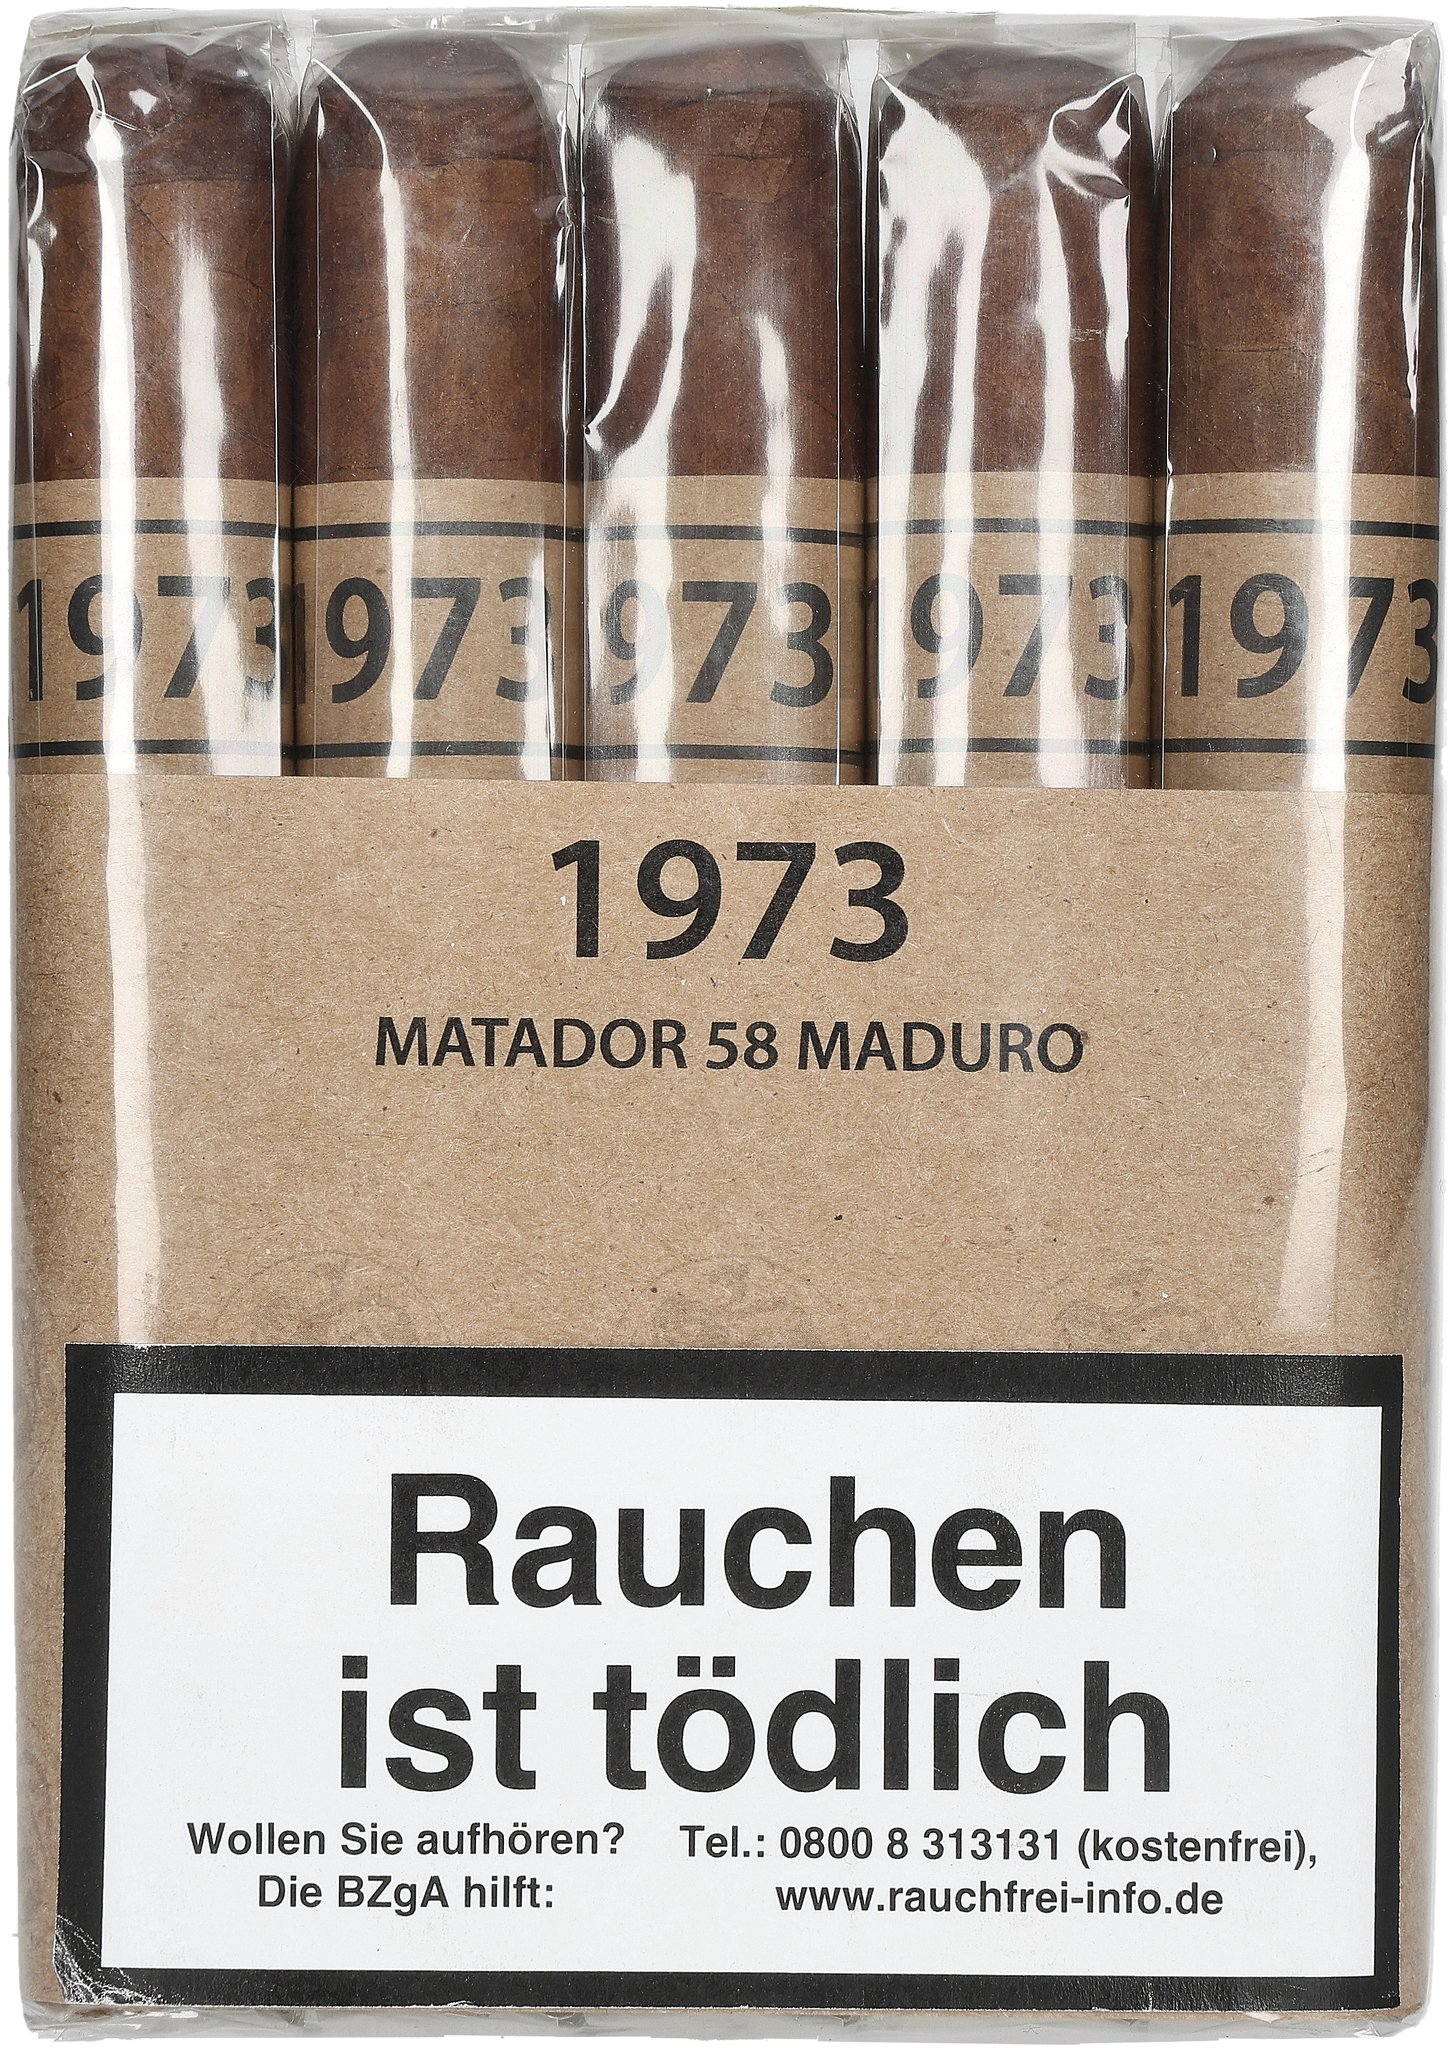 1973 1973 973 1973 1973
1973
MATADOR 58 MADURO
Rauchen
ist tödlich
Wollen Sie aufhören? Tel.: 0800 8 313131 (kostenfrei),
Die BZgA hilft: www.rauchfrei-info.de